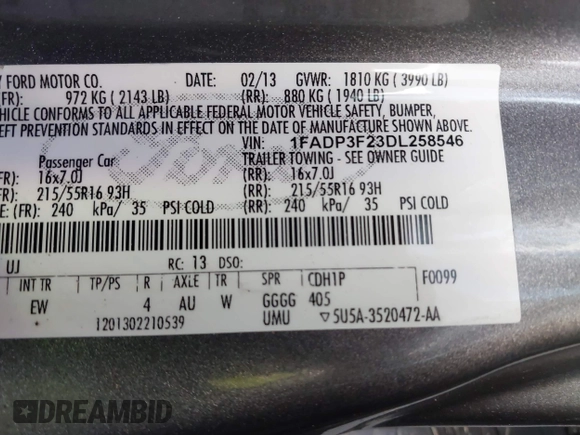 FORD MOTOR CO. DATE: 02/13 GVWR: 1810 KG ( 3990 LB)
(FR): 972 KG ( 2143 LB) (RR): 880 KG ( 1940 LB)
VEHICLE CONFORMS TO ALL APPLICABLE FEDERAL MOTOR VEHICLE SAFETY, BUMPER,
THEFT PREVENTION STANDARDS IN EFFECT ON THE DATE OF MANUFACTURE SHOWN ABOVE.
VIN: 1FADP3F23DL258546
Passenger Car TRAILER TOWING - SEE OWNER GUIDE
(FR): 16x7.0J (RR): 16x7.0J
(FR): 215/55R16 93H (RR): 215/55R16 93H
(FR): 240 kPa/ 35 PSI COLD (RR): 240 kPa/ 35 PSI COLD
UJ RC: 13 DSO:
INT TR TP/PS R AXLE TR SPR CDH1P F0099
EW 4 AU W GGGG 405
1201302210539 UMU ▽5U5A-3520472-AA
DREAMBID